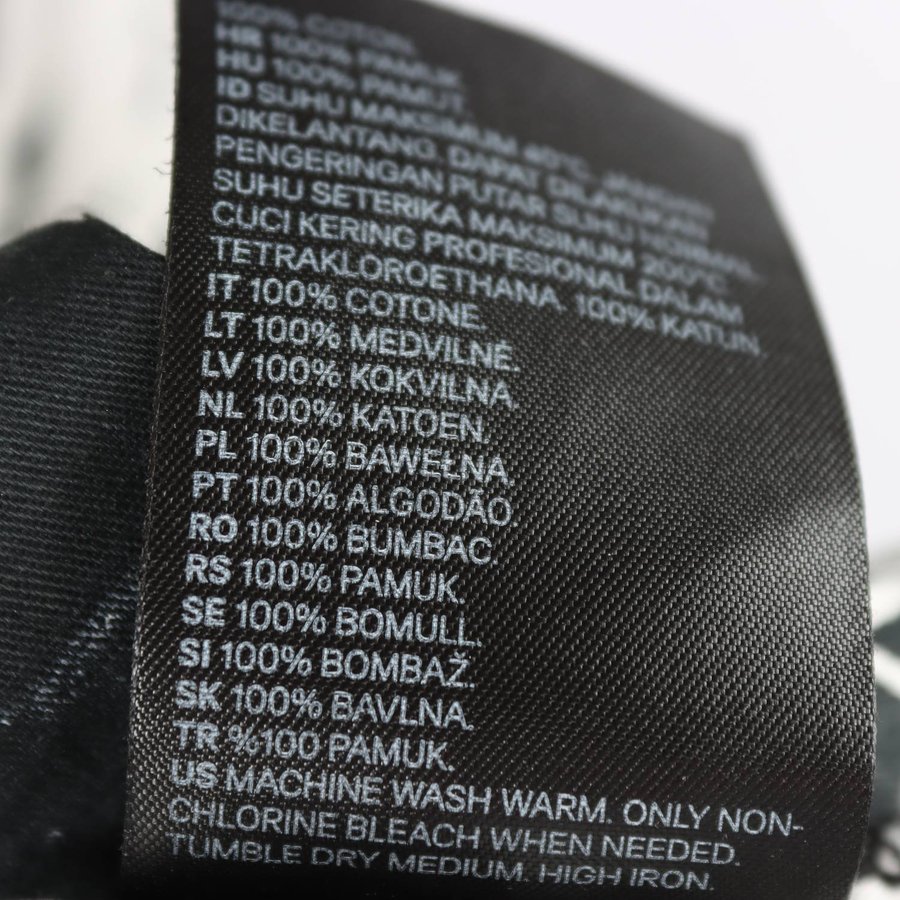 100% COTON.
HR 100% PAMUK.
HU 100% PAMUT.
ID SUHU MAKSIMUM 40°C. JANGAN
DIKELANTANG. DAPAT DILAKUKAN
PENGERINGAN PUTAR SUHU NORMAL.
SUHU SETERIKA MAKSIMUM 200°C.
CUCI KERING PROFESIONAL DALAM
TETRAKLOROETHANA. 100% KATUN.
IT 100% COTONE.
LT 100% MEDVILNĖ.
LV 100% KOKVILNA.
NL 100% KATOEN.
PL 100% BAWEŁNA.
PT 100% ALGODÃO.
RO 100% BUMBAC.
RS 100% PAMUK.
SE 100% BOMULL.
SI 100% BOMBAŽ.
SK 100% BAVLNA.
TR %100 PAMUK.
US MACHINE WASH WARM. ONLY NON-
CHLORINE BLEACH WHEN NEEDED.
TUMBLE DRY MEDIUM. HIGH IRON.